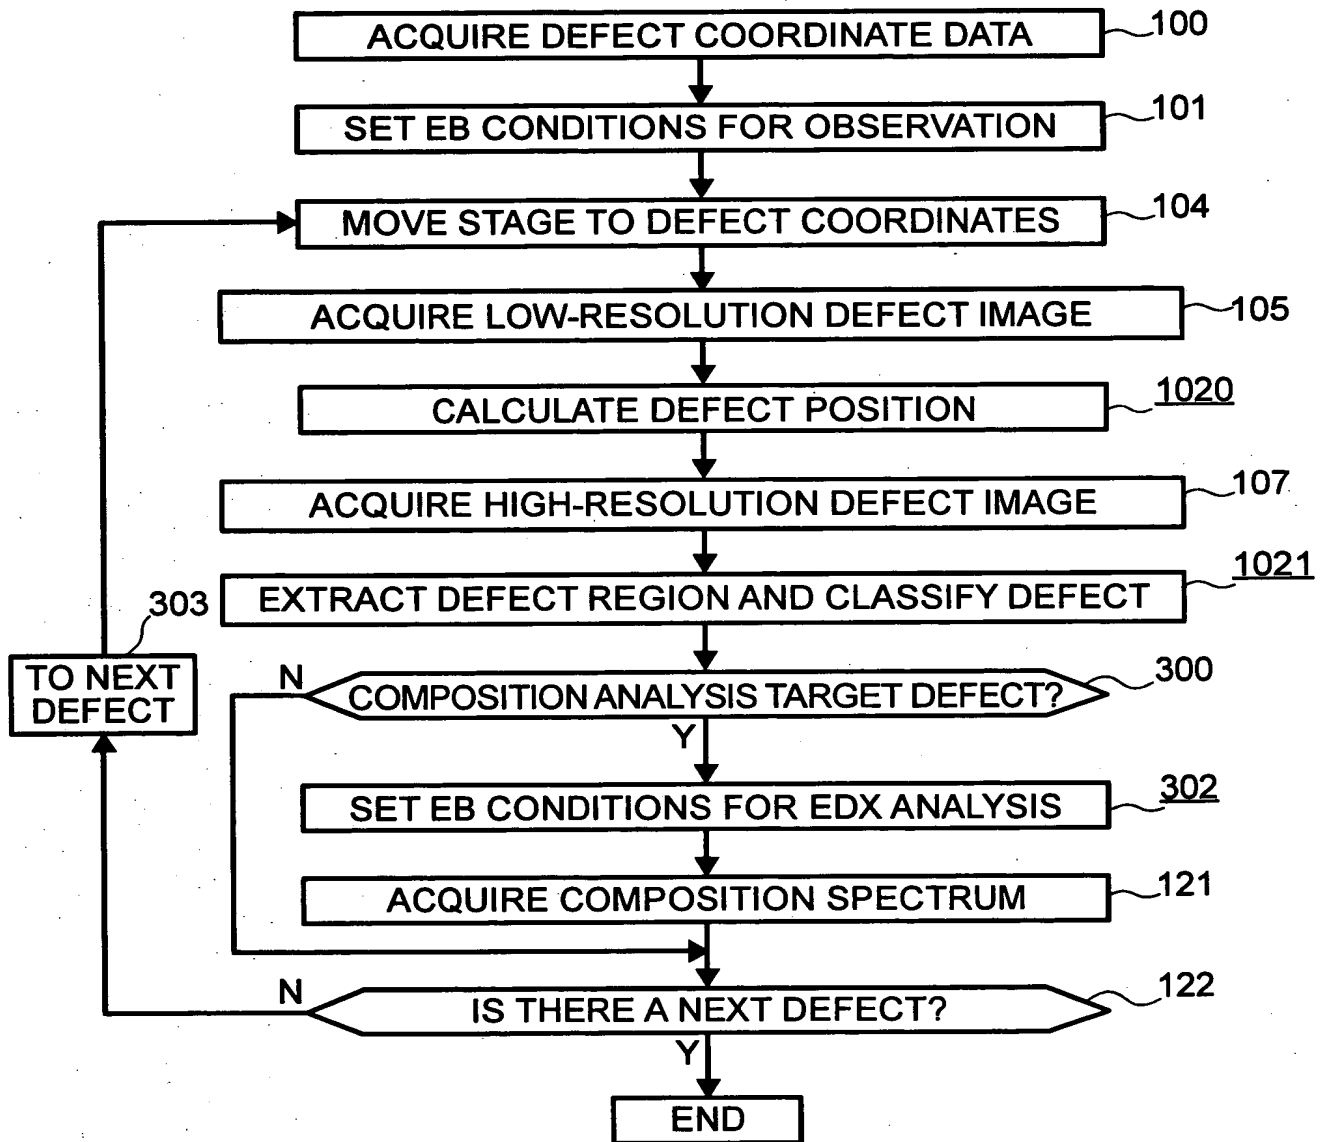 ACQUIRE DEFECT COORDINATE DATA 100
SET EB CONDITIONS FOR OBSERVATION 101
MOVE STAGE TO DEFECT COORDINATES 104
ACQUIRE LOW-RESOLUTION DEFECT IMAGE 105
CALCULATE DEFECT POSITION 1020
ACQUIRE HIGH-RESOLUTION DEFECT IMAGE 107
EXTRACT DEFECT REGION AND CLASSIFY DEFECT 1021
303
TO NEXT
DEFECT
N COMPOSITION ANALYSIS TARGET DEFECT? 300
Y
SET EB CONDITIONS FOR EDX ANALYSIS 302
ACQUIRE COMPOSITION SPECTRUM 121
N IS THERE A NEXT DEFECT? 122
Y
END